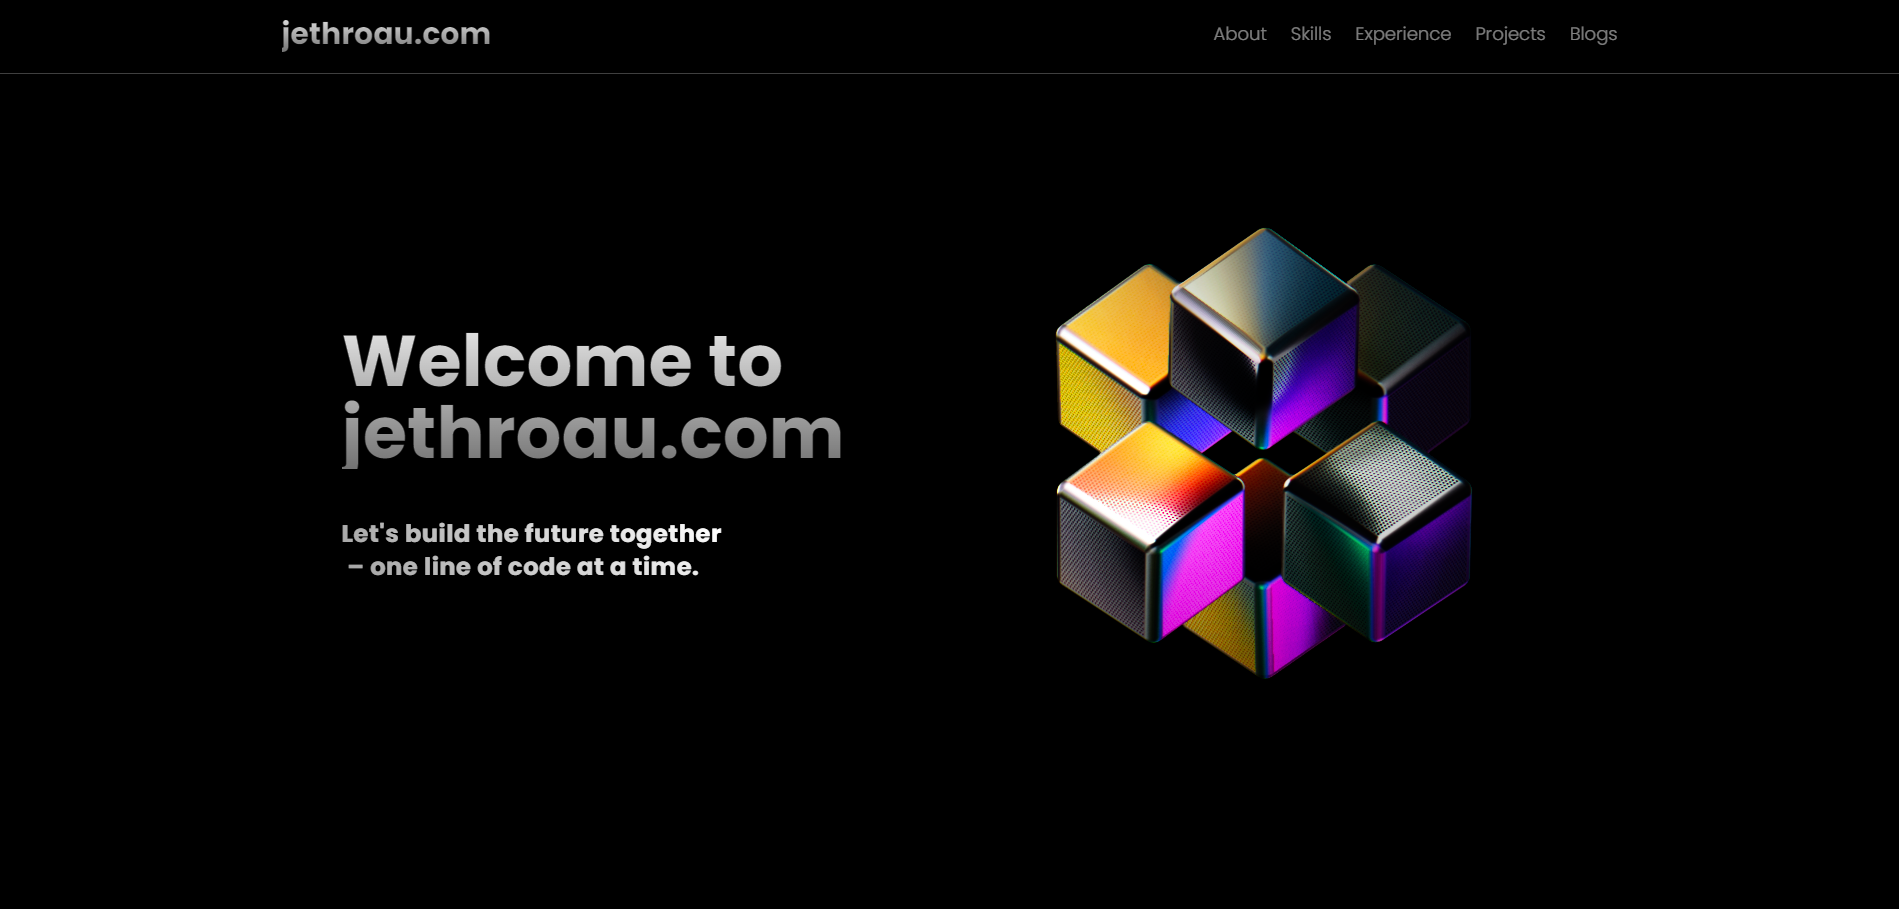 jethroau.com
About Skills Experience Projects Blogs
Welcome to
jethroau.com
Let's build the future together
– one line of code at a time.